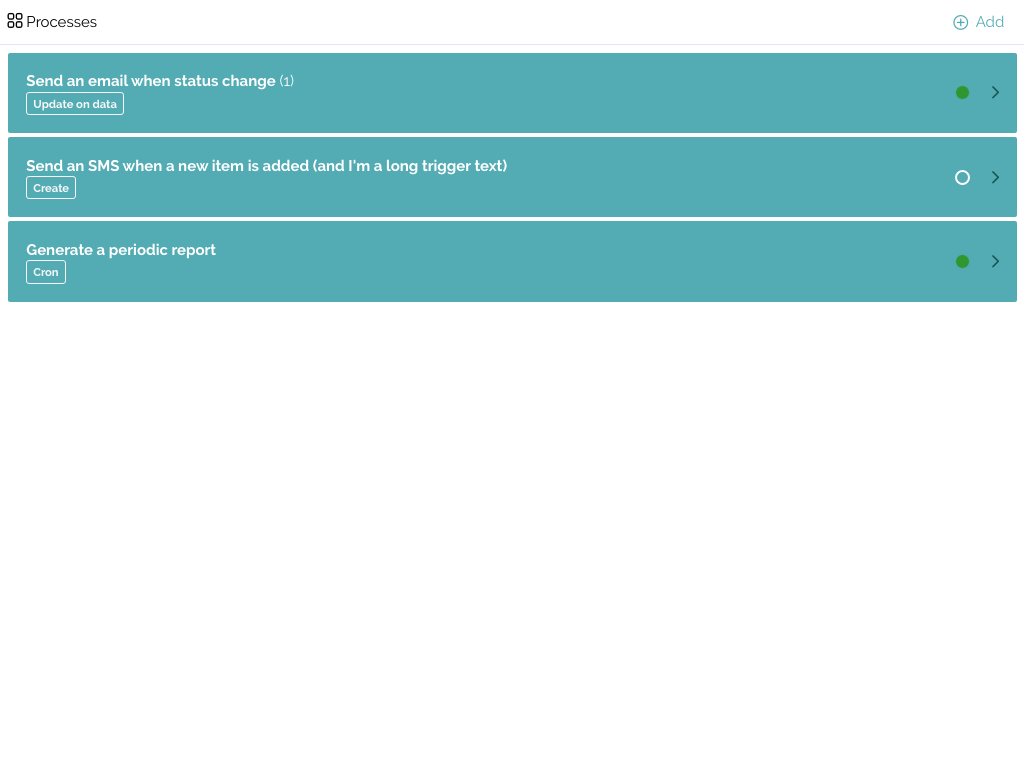 Processes
Add
Send an email when status change (1)
Update on data
Send an SMS when a new item is added (and I'm a long trigger text)
Create
Generate a periodic report
Cron